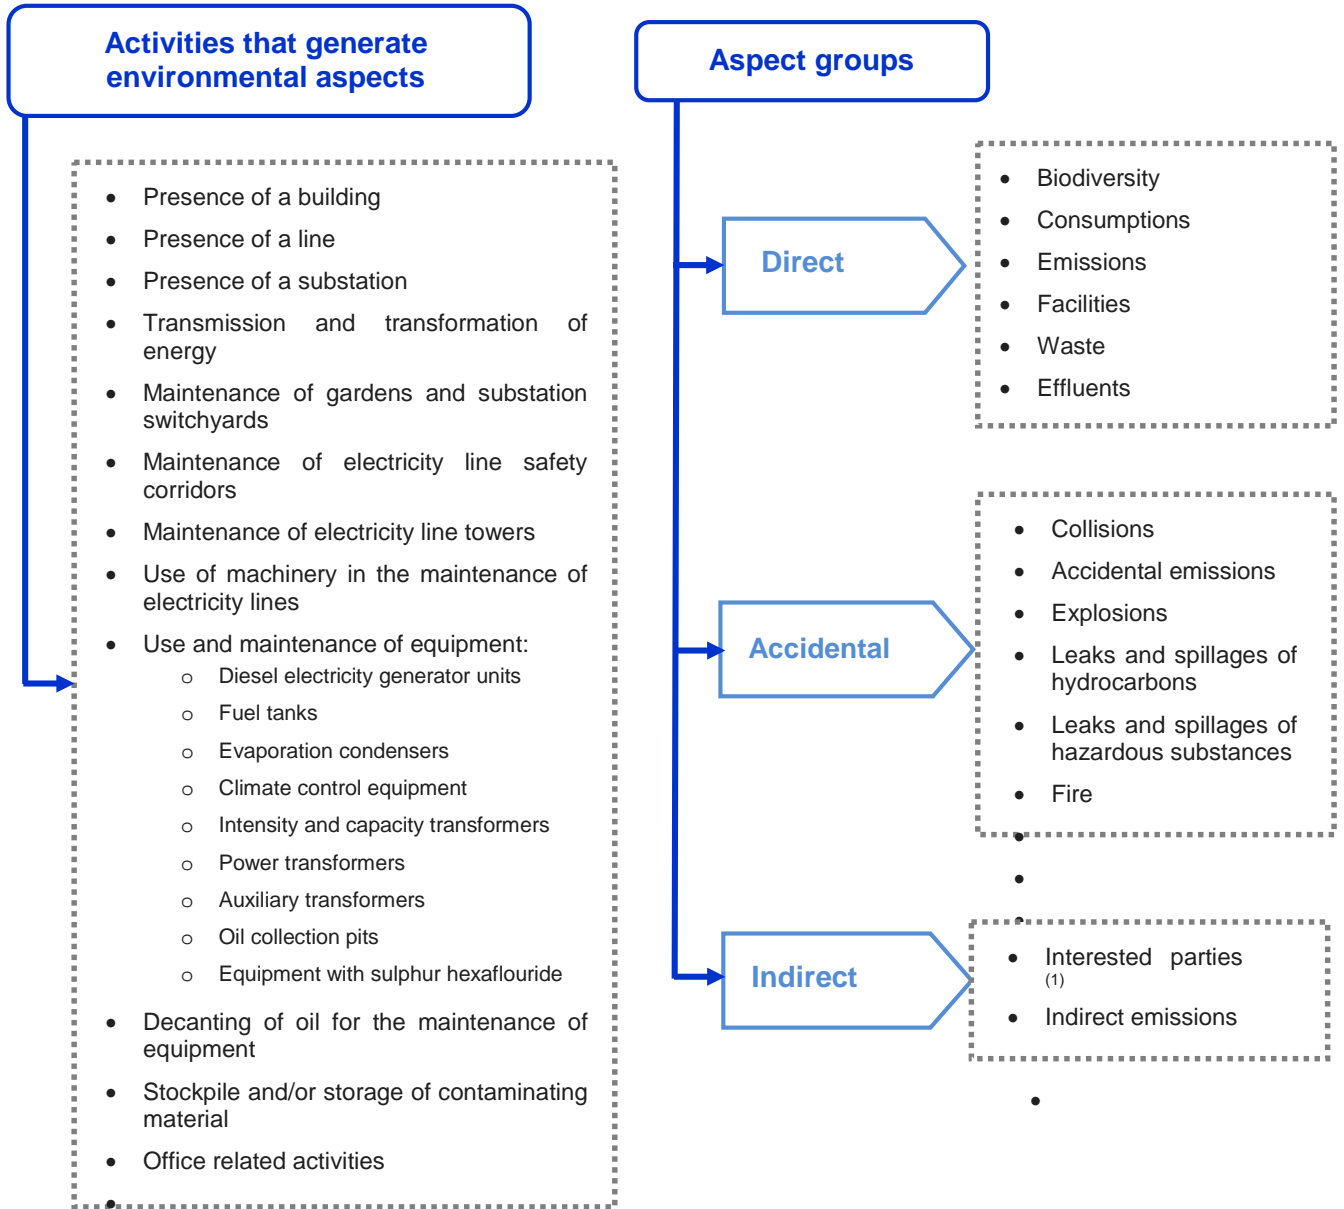 Activities that generate
environmental aspects
• Presence of a building
• Presence of a line
• Presence of a substation
• Transmission and transformation of
energy
• Maintenance of gardens and substation
switchyards
• Maintenance of electricity line safety
corridors
• Maintenance of electricity line towers
• Use of machinery in the maintenance of
electricity lines
• Use and maintenance of equipment:
o Diesel electricity generator units
o Fuel tanks
o Evaporation condensers
o Climate control equipment
o Intensity and capacity transformers
o Power transformers
o Auxiliary transformers
o Oil collection pits
o Equipment with sulphur hexaflouride
• Decanting of oil for the maintenance of
equipment
• Stockpile and/or storage of contaminating
material
• Office related activities
Aspect groups
Direct
• Biodiversity
• Consumptions
• Emissions
• Facilities
• Waste
• Effluents
Accidental
• Collisions
• Accidental emissions
• Explosions
• Leaks and spillages of
hydrocarbons
• Leaks and spillages of
hazardous substances
• Fire
Indirect
• Interested parties
(1)
• Indirect emissions